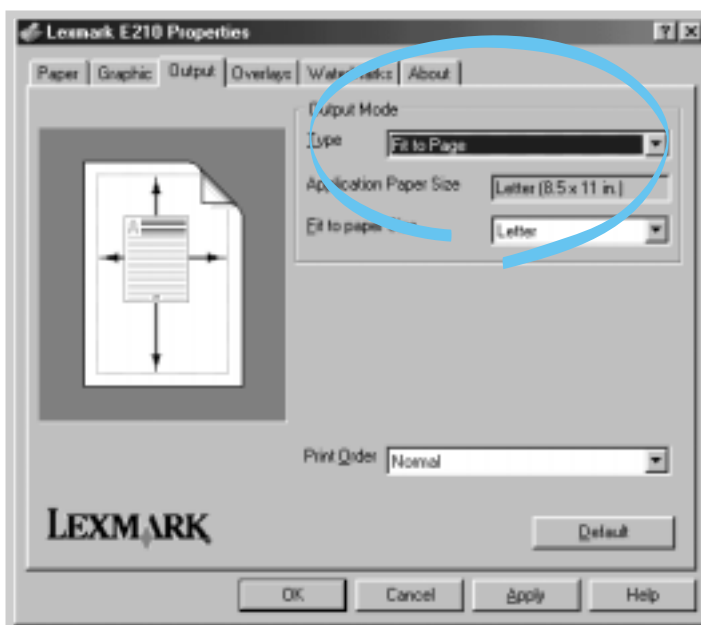 Lexmark E210 Properties
Paper Graphic Output Overlays Watermarks About
Output Mode
Type Fit to Page
Application Paper Size Letter (8.5 x 11 in.)
Fit to paper Size Letter
A
Print Order Normal
LEXMARK
Default
OK Cancel Apply Help